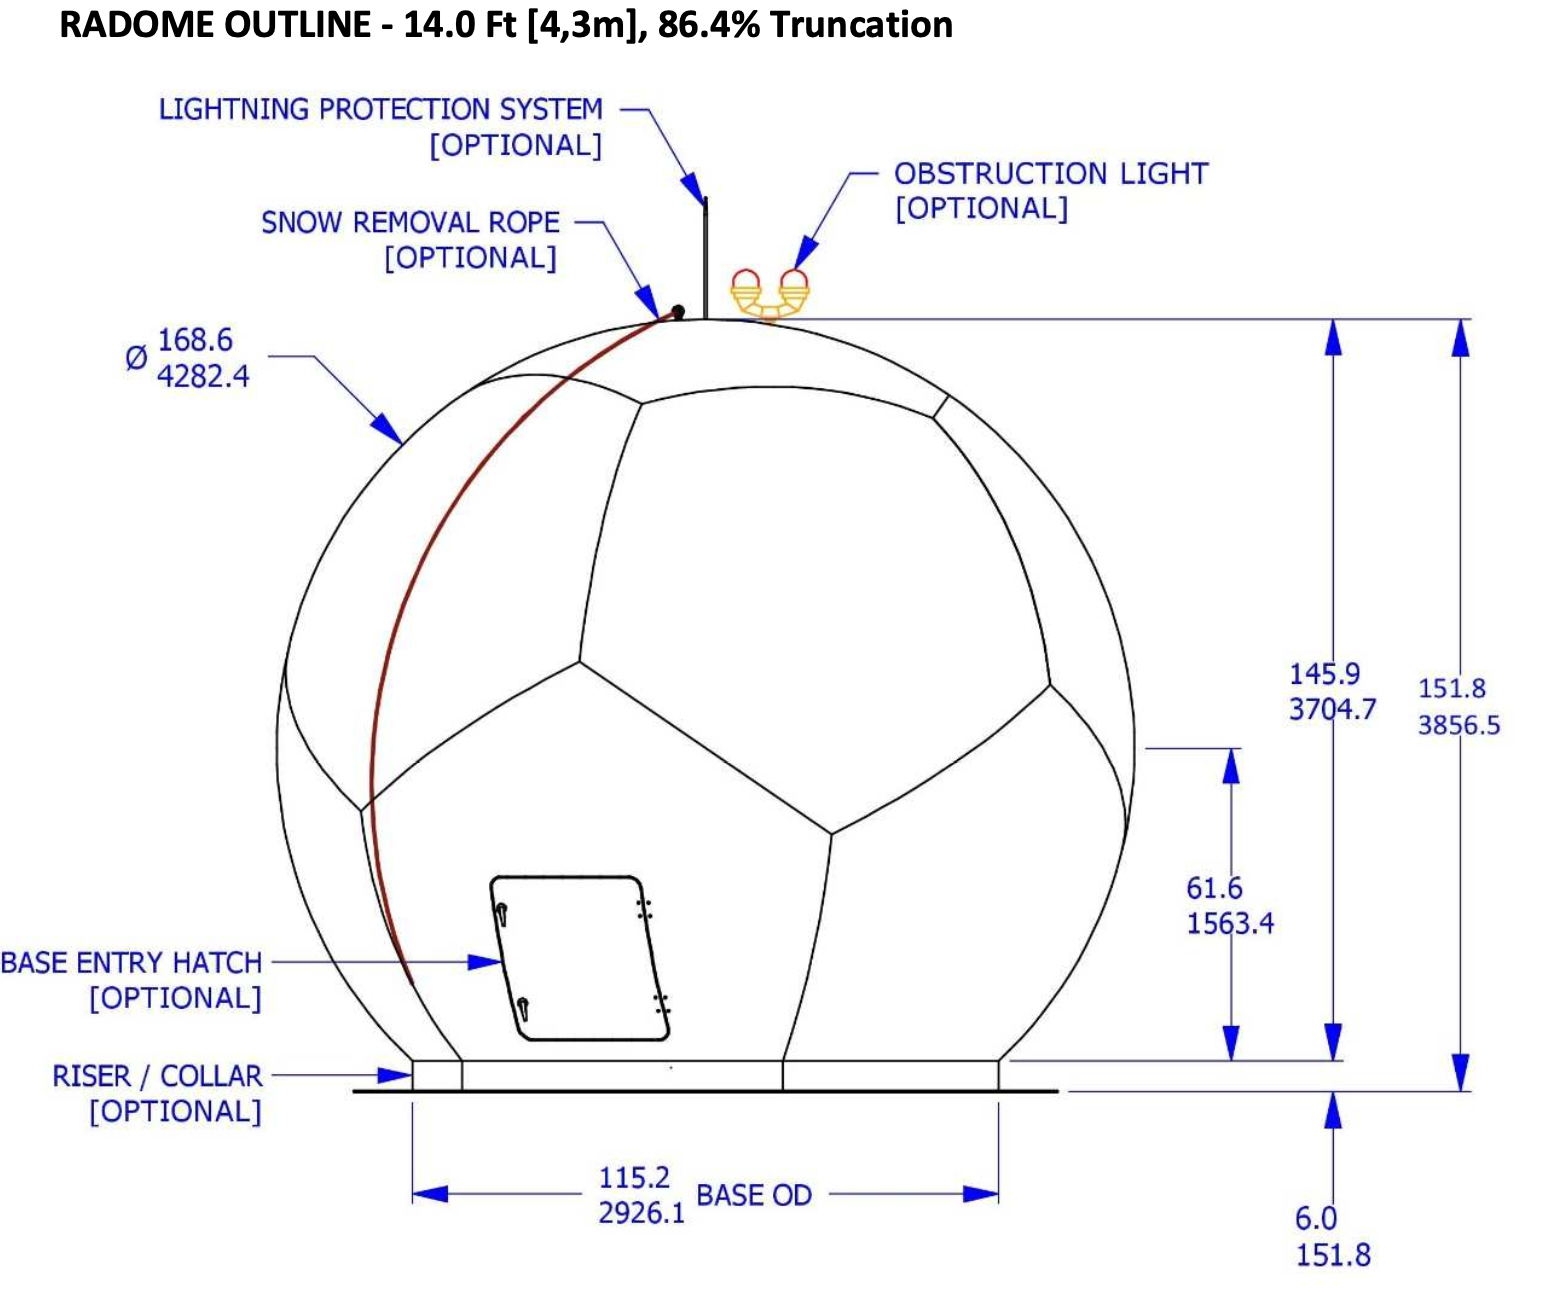 RADOME OUTLINE - 14.0 Ft [4,3m], 86.4% Truncation
LIGHTNING PROTECTION SYSTEM
[OPTIONAL]
OBSTRUCTION LIGHT
[OPTIONAL]
SNOW REMOVAL ROPE
[OPTIONAL]
Ø 168.6
4282.4
145.9
3704.7
151.8
3856.5
61.6
1563.4
BASE ENTRY HATCH
[OPTIONAL]
RISER / COLLAR
[OPTIONAL]
115.2
2926.1 BASE OD
6.0
151.8